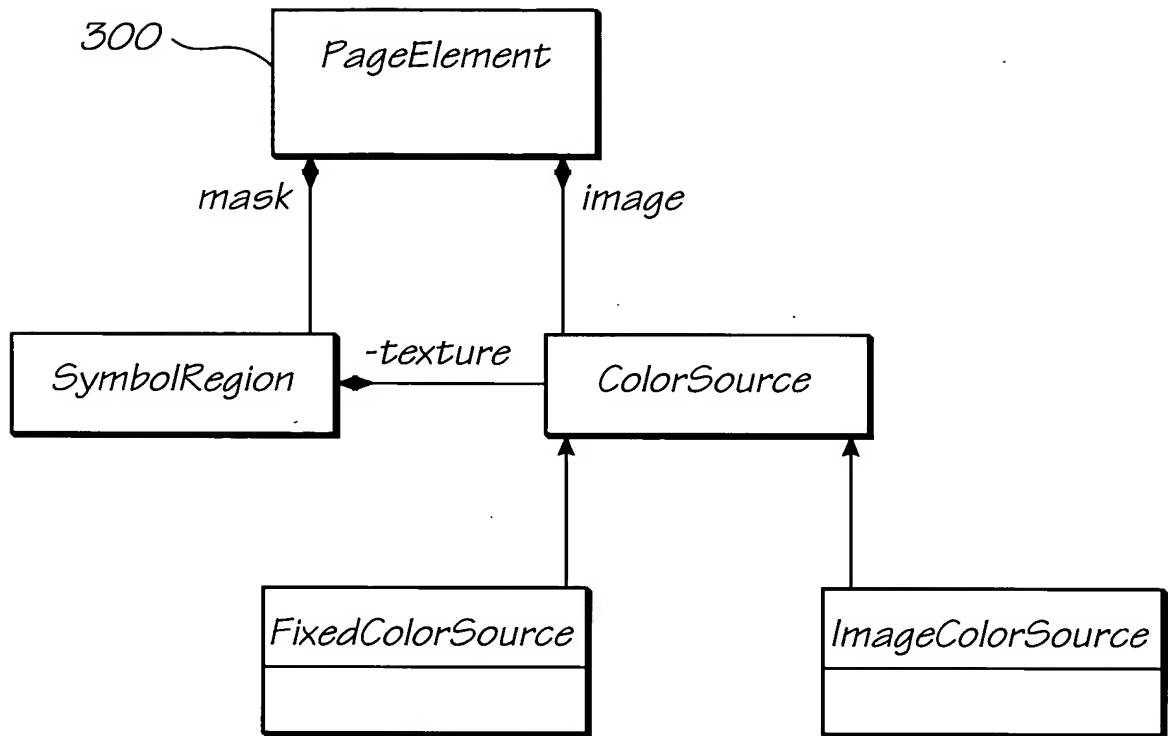 300
PageElement
mask
image
SymbolRegion
-texture
ColorSource
FixedColorSource
ImageColorSource